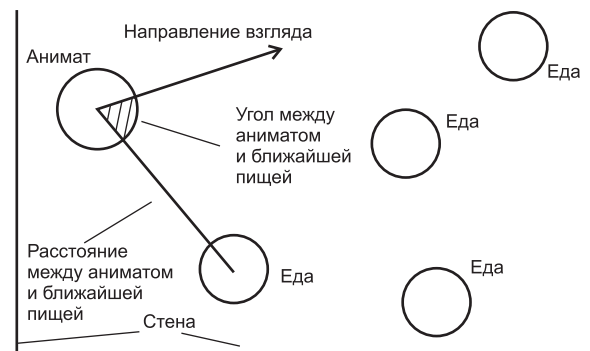 Направление взгляда
Анимат
Еда
Угол между
аниматом
и ближайшей
пищей
Еда
Расстояние
между аниматом
и ближайшей
пищей
Еда
Еда
Стена